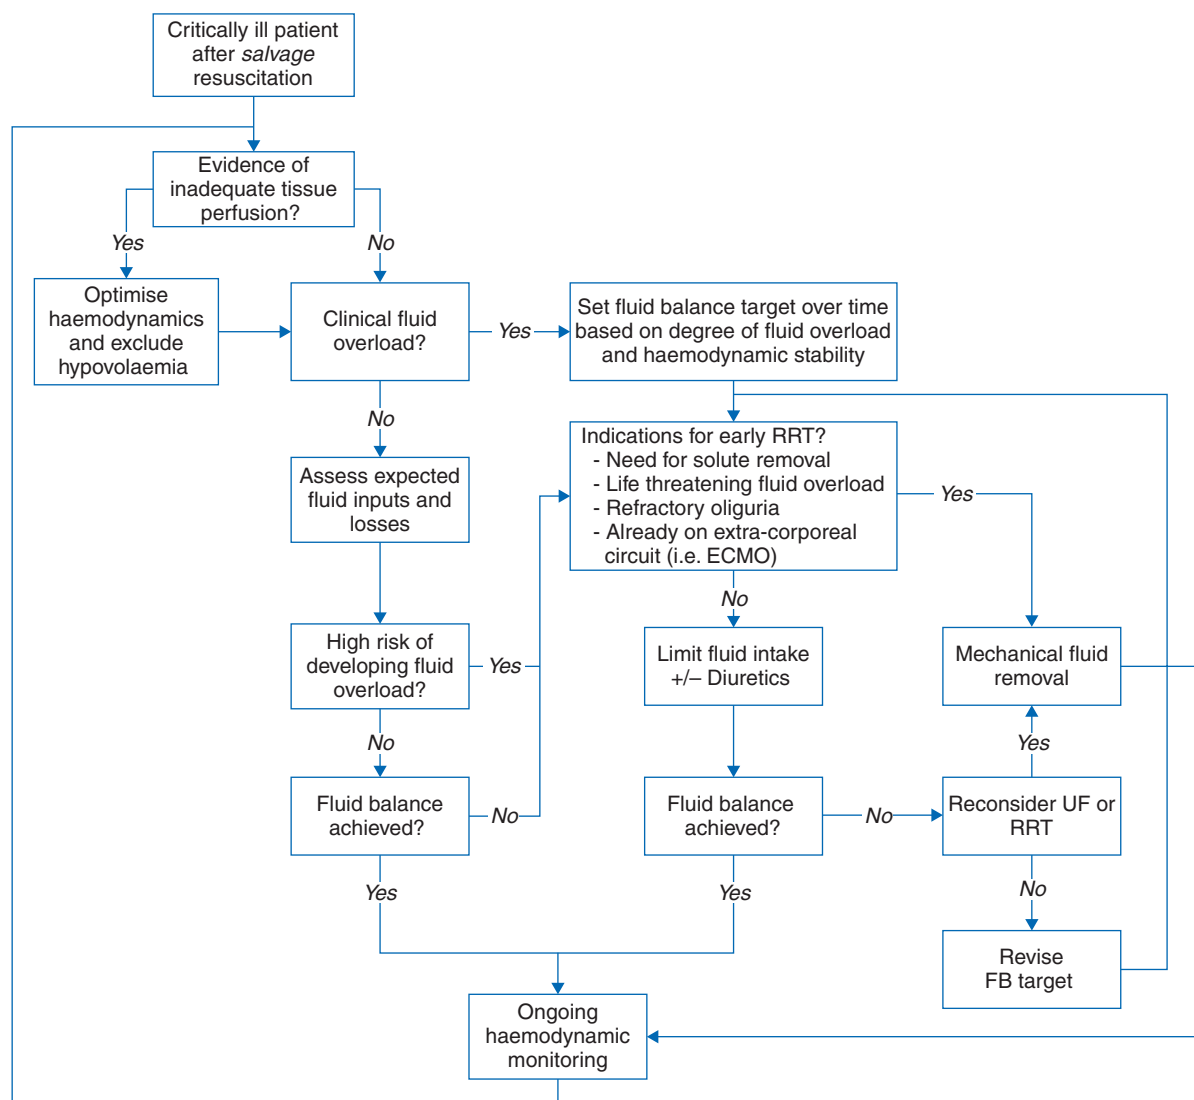 Critically ill patient
after salvage
resuscitation
Evidence of
inadequate tissue
perfusion?
Yes
No
Optimise
haemodynamics
and exclude
hypovolaemia
Clinical fluid
overload?
Yes
Set fluid balance target over time
based on degree of fluid overload
and haemodynamic stability
No
Indications for early RRT?
- Need for solute removal
- Life threatening fluid overload
- Refractory oliguria
- Already on extra-corporeal
circuit (i.e. ECMO)
Yes
Assess expected
fluid inputs and
losses
No
High risk of
developing fluid
overload?
Yes
Limit fluid intake
+/– Diuretics
Mechanical fluid
removal
No
Yes
Fluid balance
achieved?
No
Fluid balance
achieved?
No
Reconsider UF or
RRT
Yes
Yes
No
Revise
FB target
Ongoing
haemodynamic
monitoring